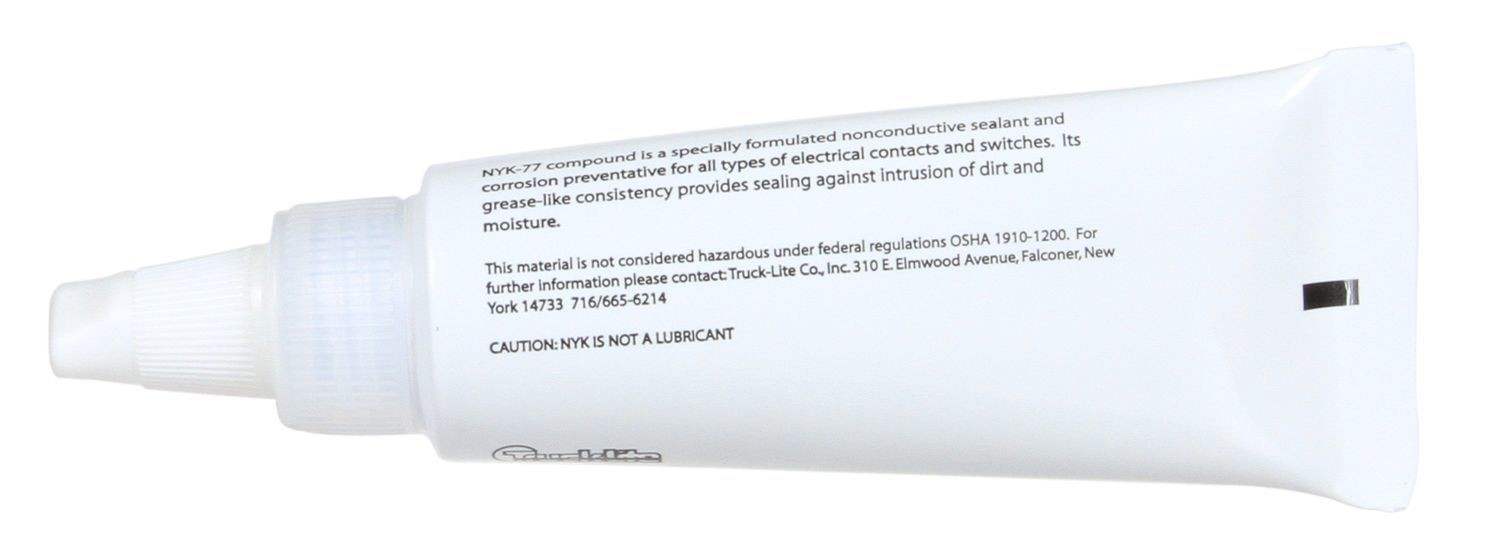 NYK-77 compound is a specially formulated nonconductive sealant and
corrosion preventative for all types of electrical contacts and switches. Its
grease-like consistency provides sealing against intrusion of dirt and
moisture.
This material is not considered hazardous under federal regulations OSHA 1910-1200. For
further information please contact: Truck-Lite Co., Inc. 310 E. Elmwood Avenue, Falconer, New
York 14733 716/665-6214
CAUTION: NYK IS NOT A LUBRICANT
Truck-Lite